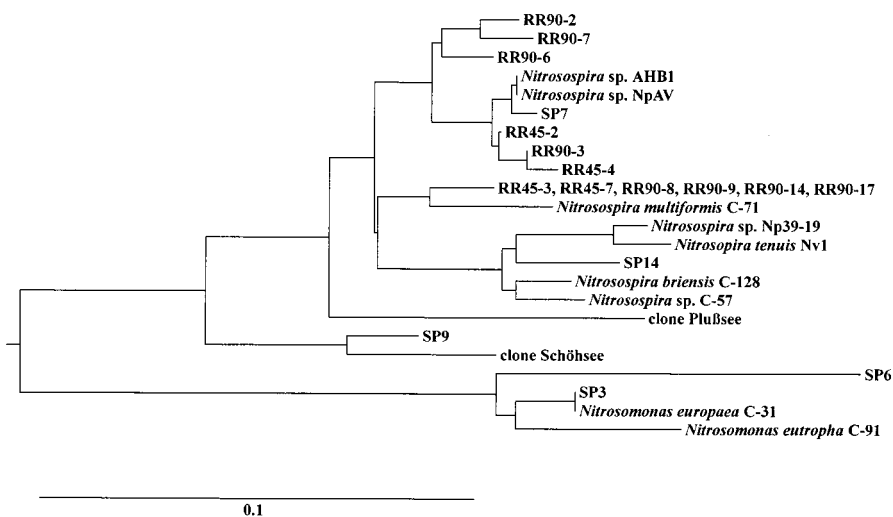 RR90-2
RR90-7
RR90-6
Nitrosospira sp. AHB1
Nitrosospira sp. NpAV
SP7
RR45-2
RR90-3
RR45-4
RR45-3, RR45-7, RR90-8, RR90-9, RR90-14, RR90-17
Nitrosospira multiformis C-71
Nitrosospira sp. Np39-19
Nitrosopira tenuis Nv1
SP14
Nitrosospira briensis C-128
Nitrosospira sp. C-57
clone Plußsee
SP9
clone Schöhsee
SP6
SP3
Nitrosomonas europaea C-31
Nitrosomonas eutropha C-91
0.1